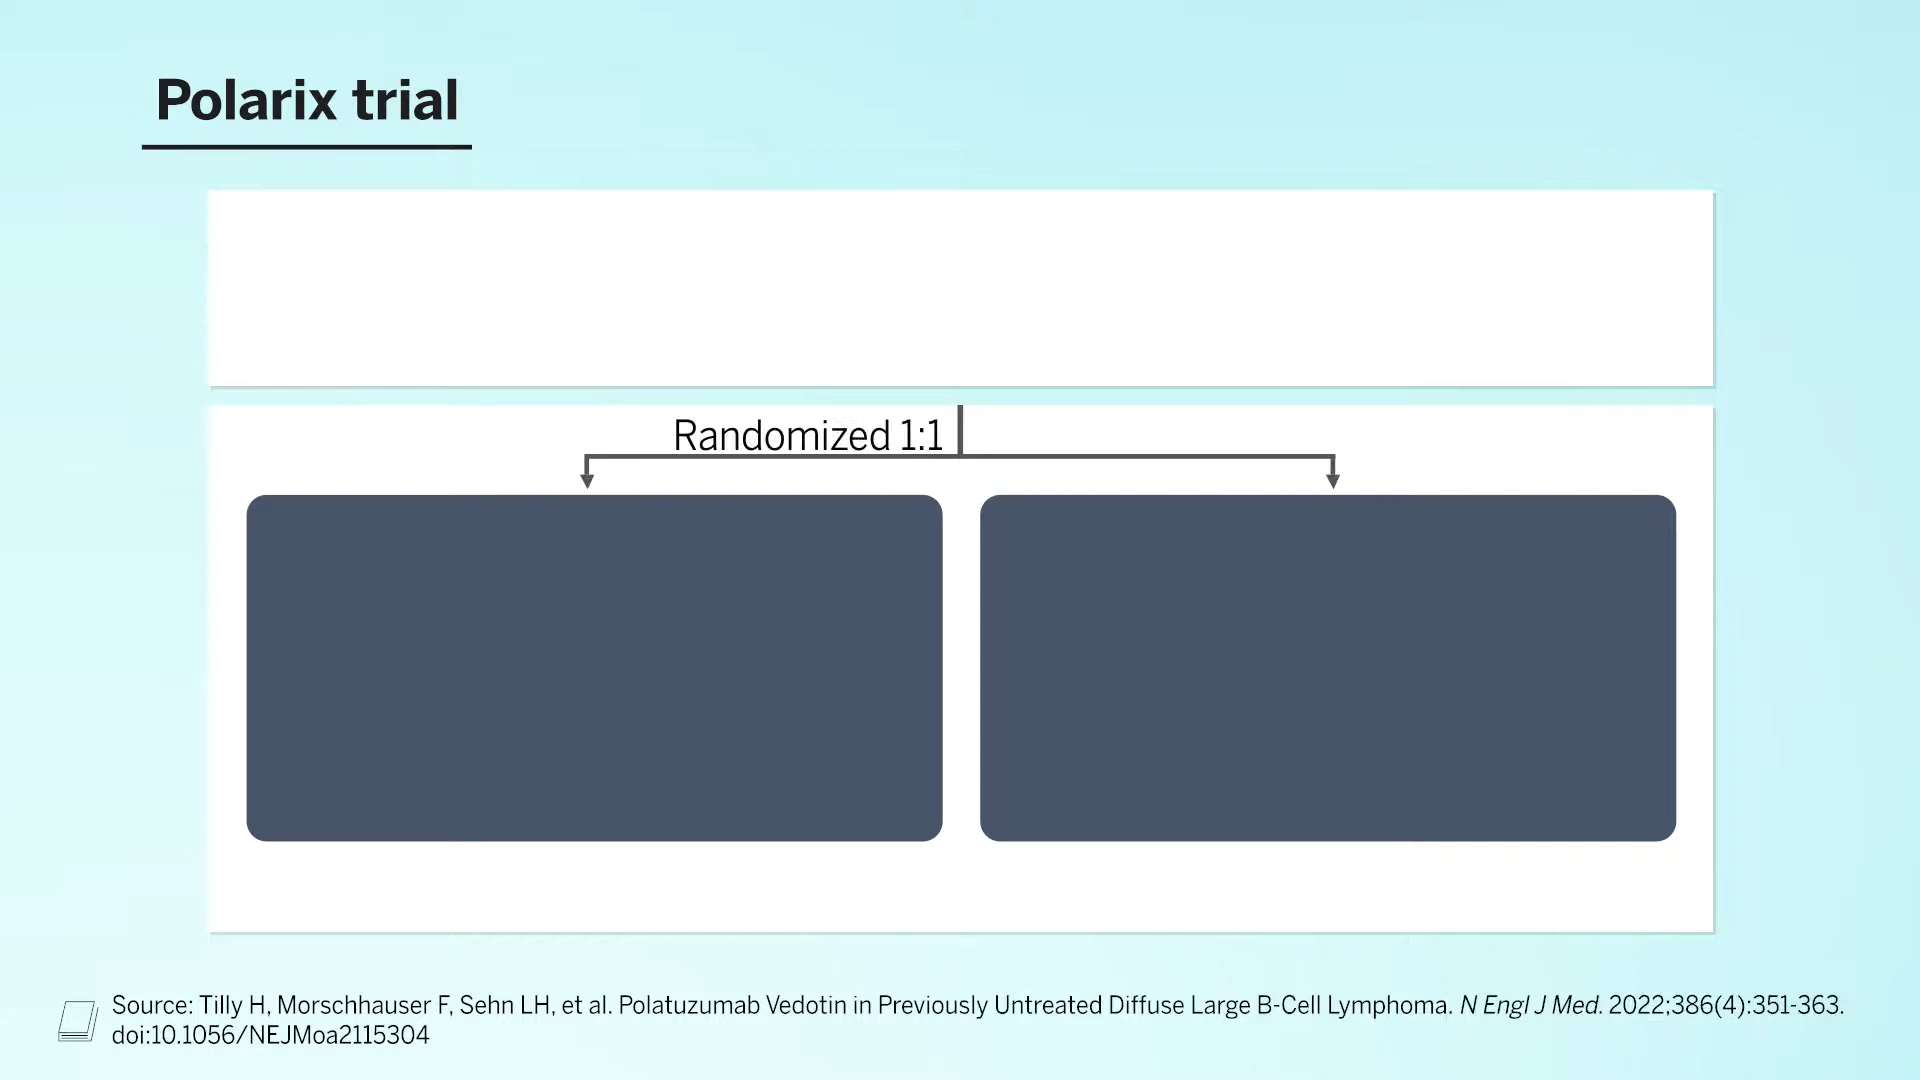 Polarix trial
Randomized 1:1
Source: Tilly H, Morschhauser F, Sehn LH, et al. Polatuzumab Vedotin in Previously Untreated Diffuse Large B-Cell Lymphoma. N Engl J Med. 2022;386(4):351-363.
doi:10.1056/NEJMoa2115304